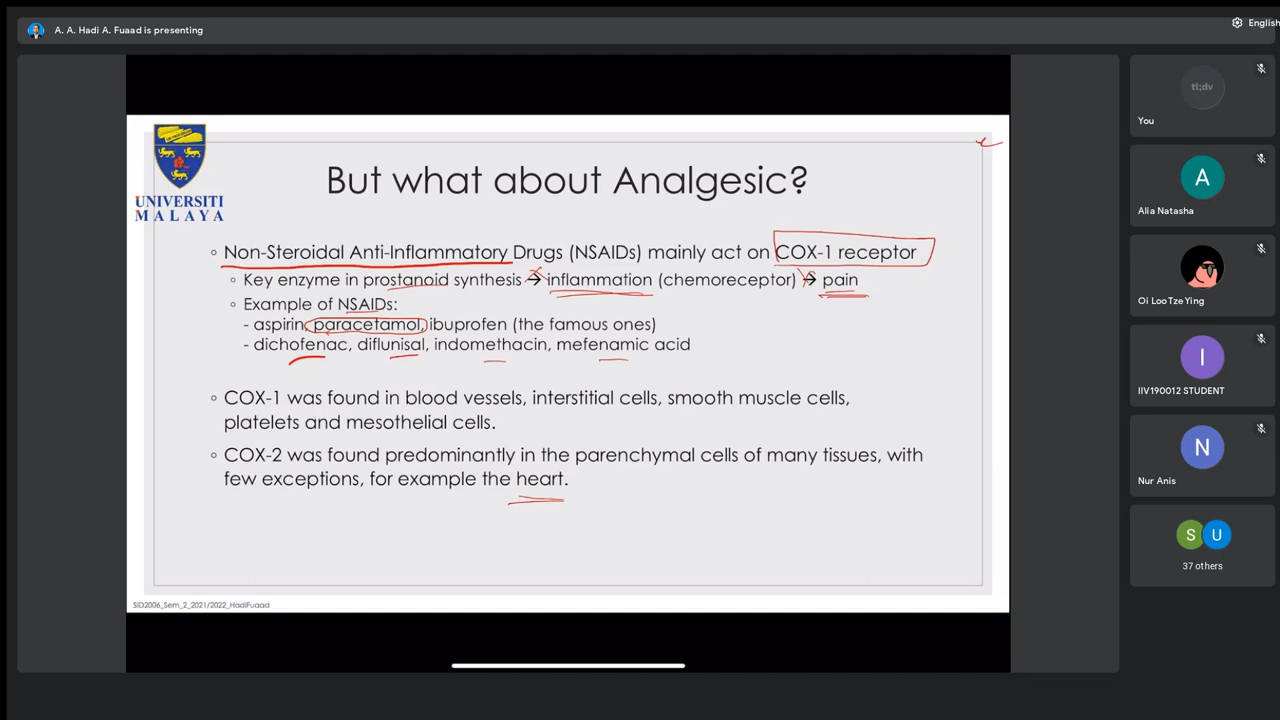 A. A. Hadi A. Fuaad is presenting
English
UNIVERSITI
MALAYA
But what about Analgesic?
◦ Non-Steroidal Anti-Inflammatory Drugs (NSAIDs) mainly act on COX-1 receptor
◦ Key enzyme in prostanoid synthesis → inflammation (chemoreceptor) → pain
◦ Example of NSAIDs:
- aspirin, paracetamol, ibuprofen (the famous ones)
- dichofenac, diflunisal, indomethacin, mefenamic acid
◦ COX-1 was found in blood vessels, interstitial cells, smooth muscle cells,
platelets and mesothelial cells.
◦ COX-2 was found predominantly in the parenchymal cells of many tissues, with
few exceptions, for example the heart.
SID2006_Sem_2_2021/2022_HadiFuaad
tl;dv
You
A
Alia Natasha
Oi Loo Tze Ying
I
IIV190012 STUDENT
N
Nur Anis
S U
37 others